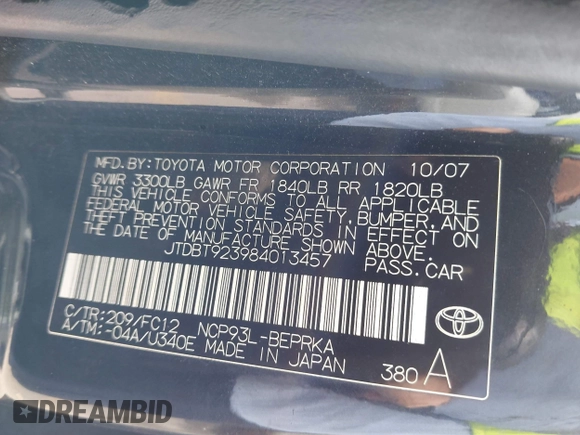 MFD.BY:TOYOTA MOTOR CORPORATION 10/07
GVWR 3300LB GAWR FR 1840LB RR 1820LB
THIS VEHICLE CONFORMS TO ALL APPLICABLE
FEDERAL MOTOR VEHICLE SAFETY, BUMPER, AND
THEFT PREVENTION STANDARDS IN EFFECT ON
THE DATE OF MANUFACTURE SHOWN ABOVE.
JTDBT923984013457 PASS.CAR
C/TR:209/FC12 NCP93L-BEPRKA
A/TM:-04A/U340E MADE IN JAPAN 380 A
DREAMBID